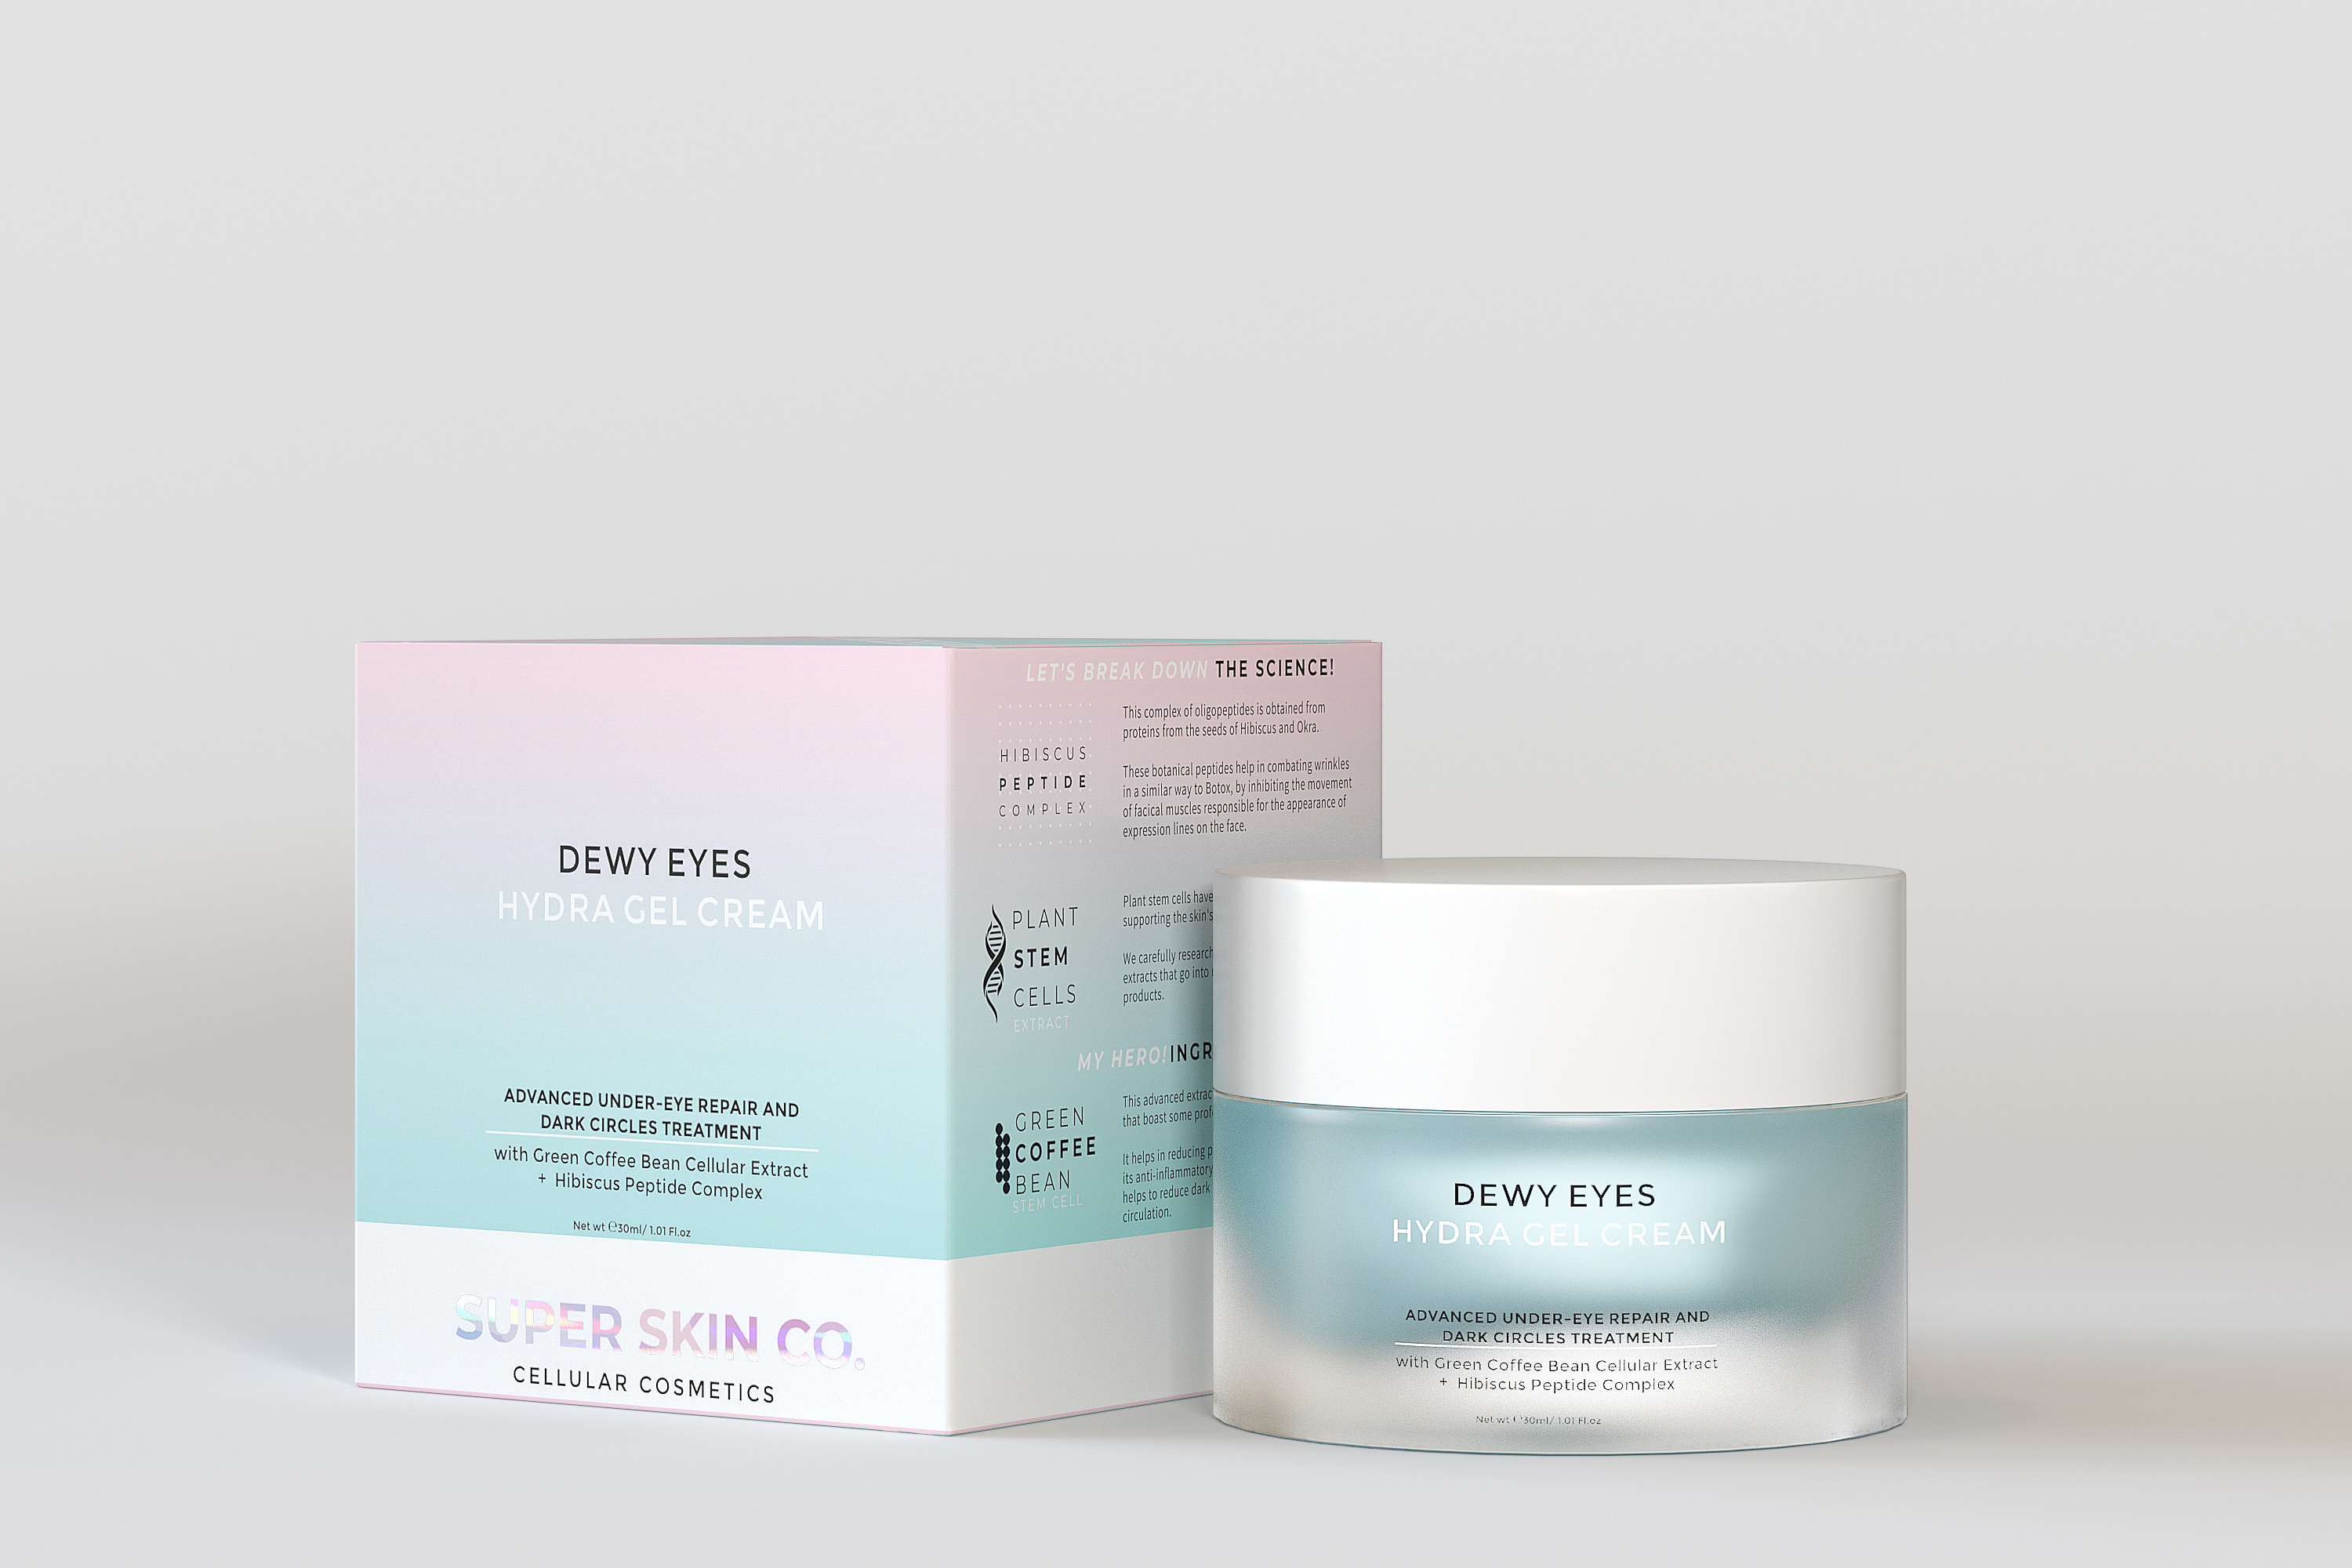 DEWY EYES
HYDRA GEL CREAM
ADVANCED UNDER-EYE REPAIR AND
DARK CIRCLES TREATMENT
with Green Coffee Bean Cellular Extract
+ Hibiscus Peptide Complex
Net wt ℮30ml/ 1.01 Fl.oz
SUPER SKIN CO.
CELLULAR COSMETICS
LET'S BREAK DOWN THE SCIENCE!
HIBISCUS
PEPTIDE
COMPLEX
This complex of oligopeptides is obtained from
proteins from the seeds of Hibiscus and Okra.
These botanical peptides help in combating wrinkles
in a similar way to Botox, by inhibiting the movement
of facical muscles responsible for the appearance of
expression lines on the face.
PLANT
STEM
CELLS
EXTRACT
Plant stem cells have
supporting the skin's
We carefully research
extracts that go into
products.
MY HERO! INGR
GREEN
COFFEE
BEAN
STEM CELL
This advanced extrac
that boast some prof
It helps in reducing p
its anti-inflammatory
helps to reduce dark
circulation.
DEWY EYES
HYDRA GEL CREAM
ADVANCED UNDER-EYE REPAIR AND
DARK CIRCLES TREATMENT
with Green Coffee Bean Cellular Extract
+ Hibiscus Peptide Complex
Net wt ℮30ml/ 1.01 Fl.oz